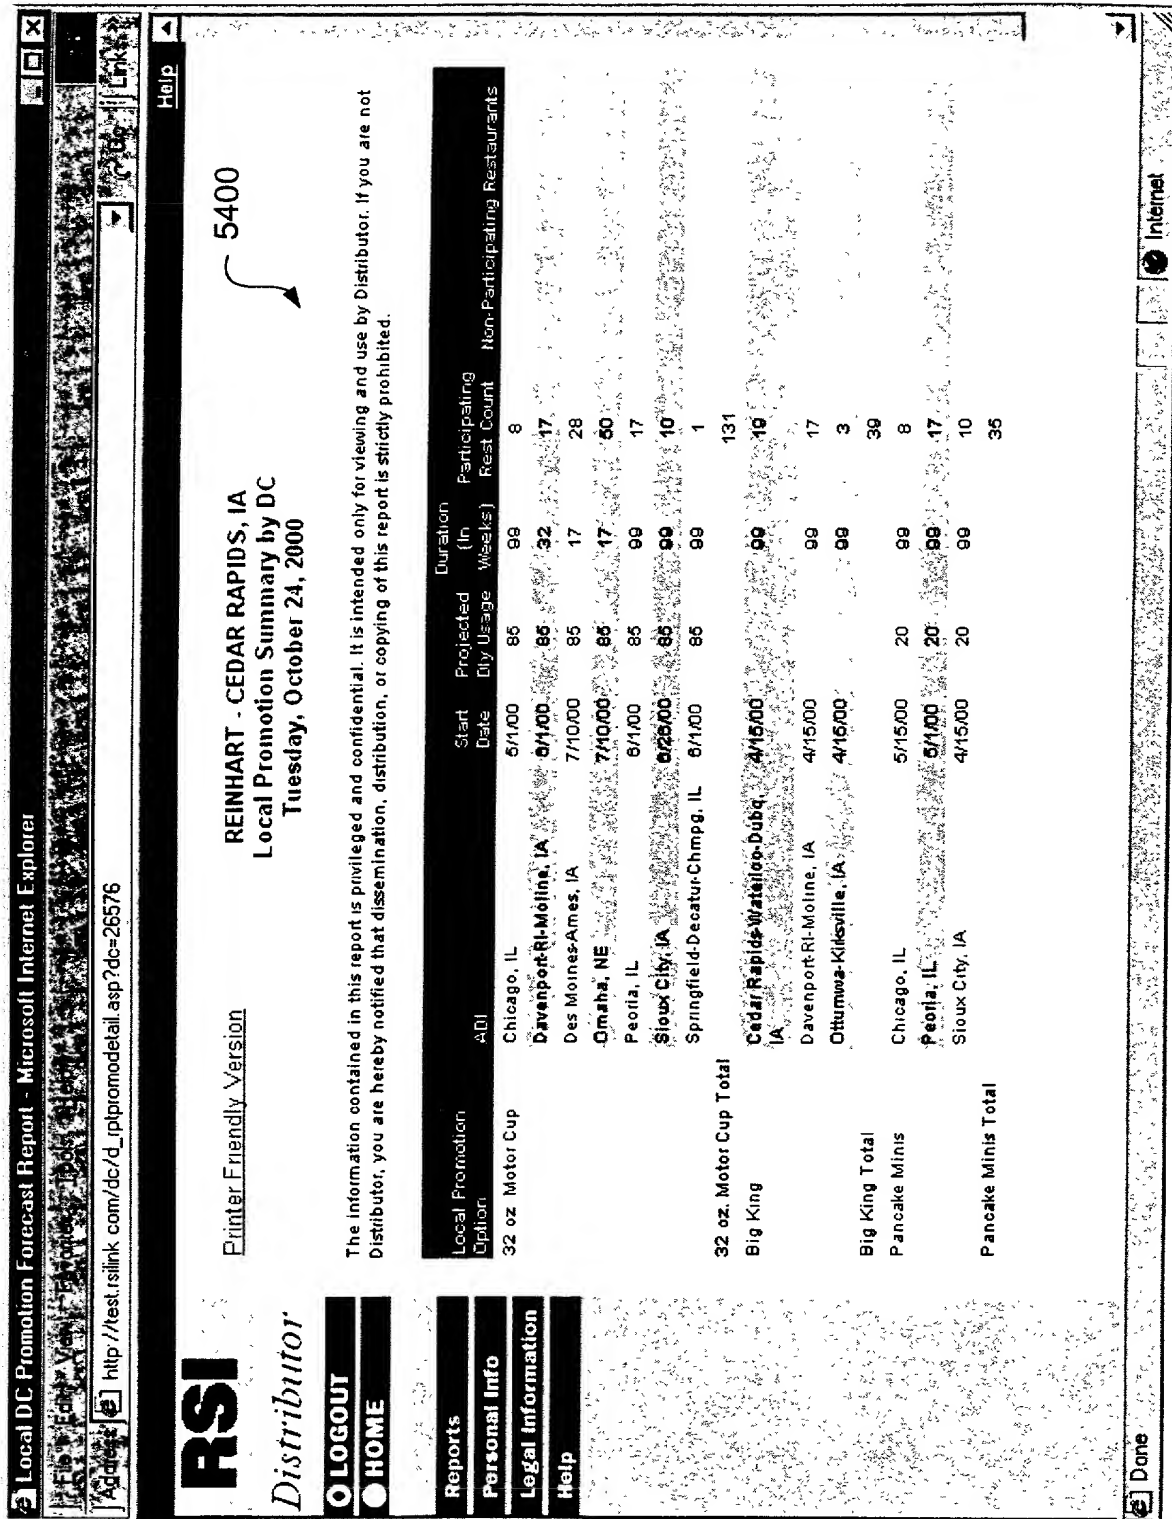 Local DC Promotion Forecast Report - Microsoft Internet Explorer
File Edit View Favorites Tools Help
Address http://test.rsilink.com/dc/d_rptpromodetail.asp?dc=26576 Go Links
Help
RSI
Distributor
LOGOUT
HOME
Reports
Personal Info
Legal Information
Help
Printer Friendly Version
REINHART - CEDAR RAPIDS, IA
Local Promotion Summary by DC
Tuesday, October 24, 2000
5400
The Information contained in this report is privileged and confidential. It is intended only for viewing and use by Distributor. If you are not
Distributor, you are hereby notified that dissemination, distribution, or copying of this report is strictly prohibited.
Local Promotion Option ADI Start Date Projected Dly Usage Duration (In Weeks) Participating Rest Count Non-Participating Restaurants
32 oz Motor Cup Chicago, IL 5/1/00 85 99 8
Davenport-RI-Moline, IA 6/1/00 85 32 17
Des Moines-Ames, IA 7/10/00 85 17 28
Omaha, NE 7/10/00 85 17 50
Peoria, IL 6/1/00 85 99 17
Sioux City, IA 6/26/00 85 99 10
Springfield-Decatur-Chmpg, IL 6/1/00 85 99 1
32 oz. Motor Cup Total 131
Big King Cedar Rapids-Waterloo-Dubq, 4/15/00 99 19
IA
Davenport-RI-Moline, IA 4/15/00 99 17
Ottumwa-Kirksville, IA 4/15/00 99 3
Big King Total 39
Pancake Minis Chicago, IL 5/15/00 20 99 8
Peoria, IL 5/1/00 20 99 17
Sioux City, IA 4/15/00 20 99 10
Pancake Minis Total 35
Done Internet